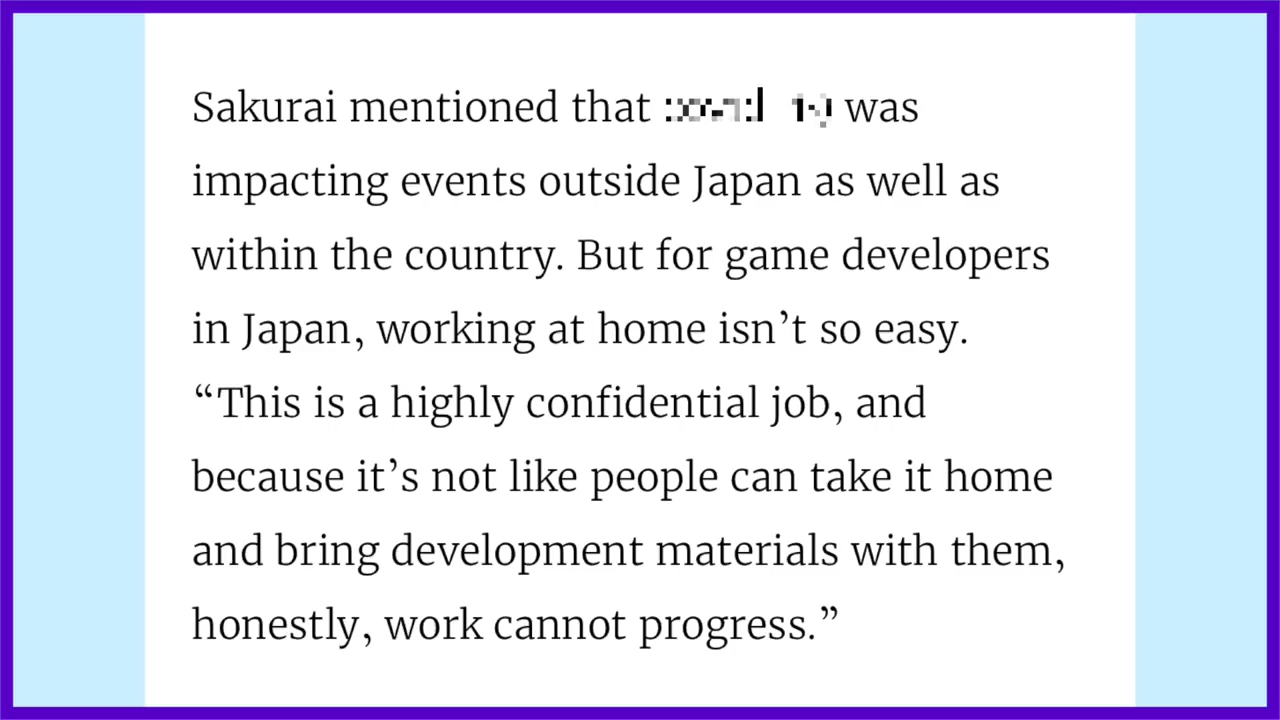 Sakurai mentioned that was
impacting events outside Japan as well as
within the country. But for game developers
in Japan, working at home isn’t so easy.
“This is a highly confidential job, and
because it’s not like people can take it home
and bring development materials with them,
honestly, work cannot progress.”